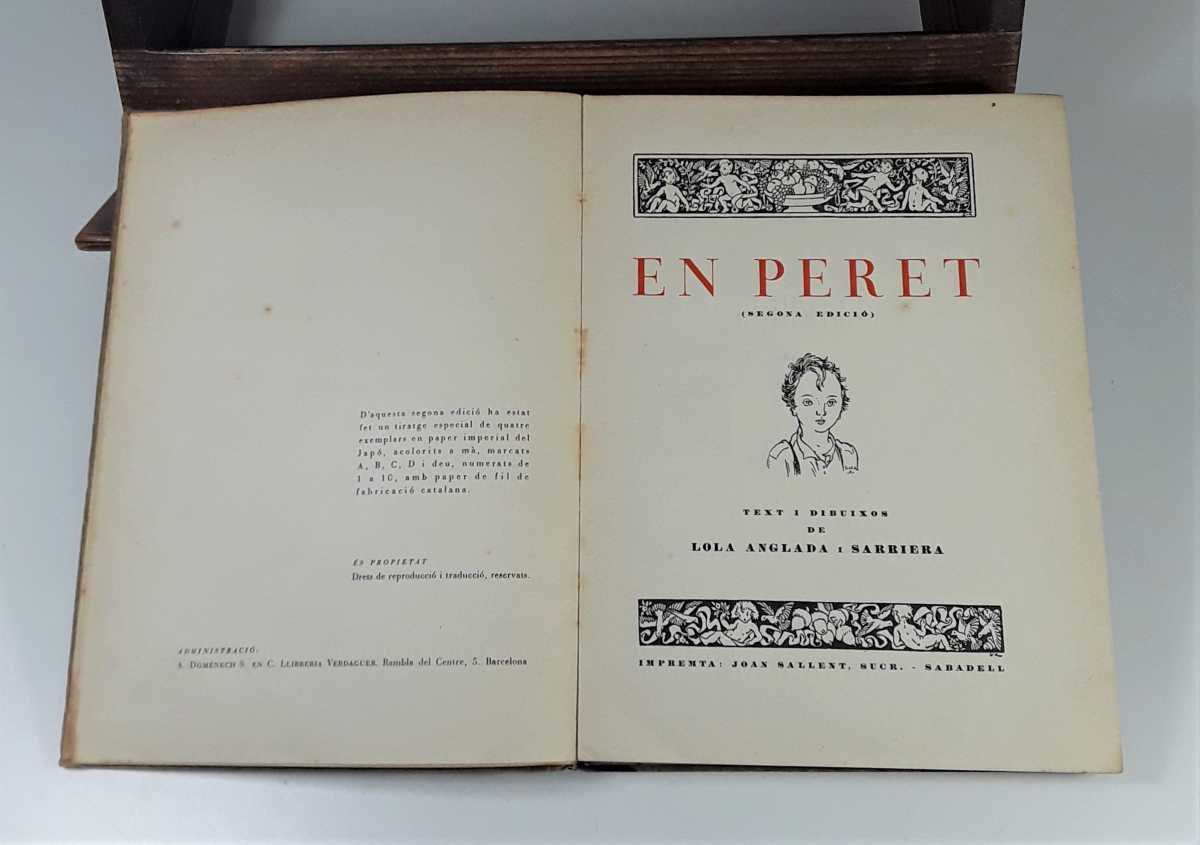 D'aquesta segona edició ha estat
fet un tiratge especial de quatre
exemplars en paper imperial del
Japó, acolorits a mà, marcats
A, B, C, D i deu, numerats de
1 a 10, amb paper de fil de
fabricació catalana.
ÉS PROPIETAT
Drets de reproducció i traducció, reservats.
ADMINISTRACIÓ:
A. DOMÈNECH S. EN C. LLIBRERIA VERDAGUER. Rambla del Centre, 5. Barcelona
EN PERET
(SEGONA EDICIÓ)
TEXT I DIBUIXOS
DE
LOLA ANGLADA I SARRIERA
IMPREMTA: JOAN SALLENT, SUCR. - SABADELL